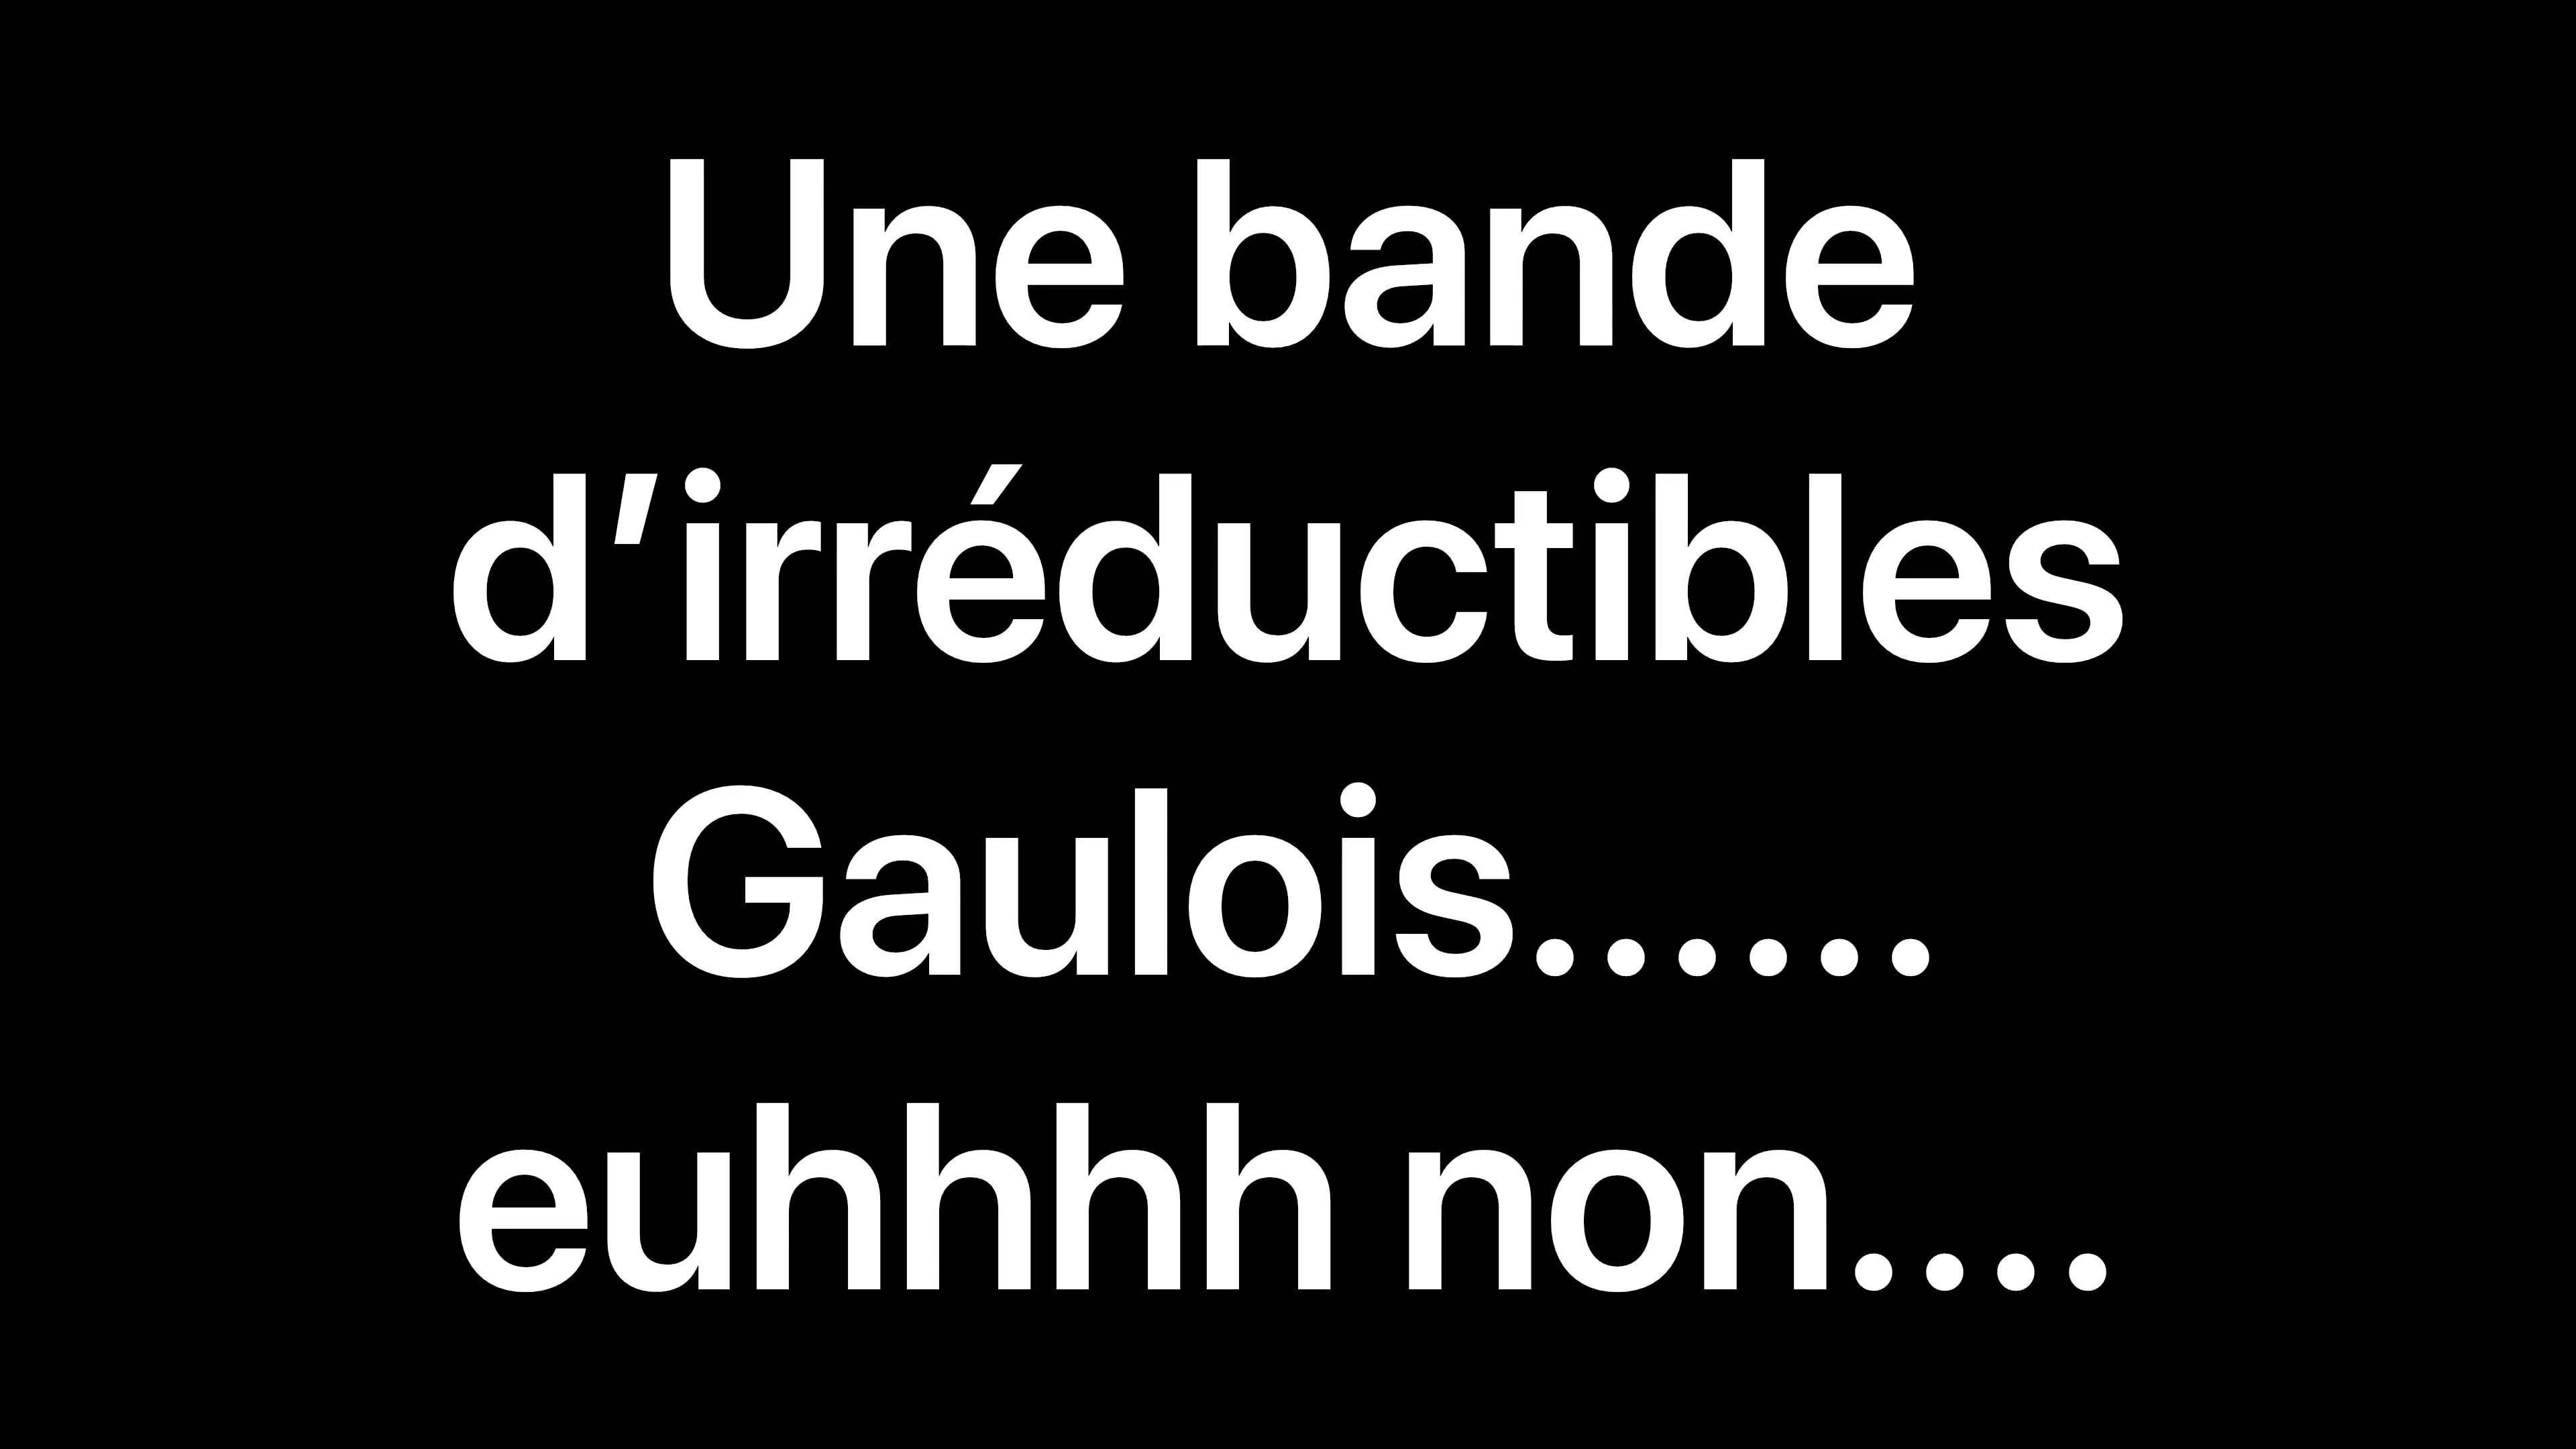 Une bande
d’irréductibles
Gaulois......
euhhhh non....